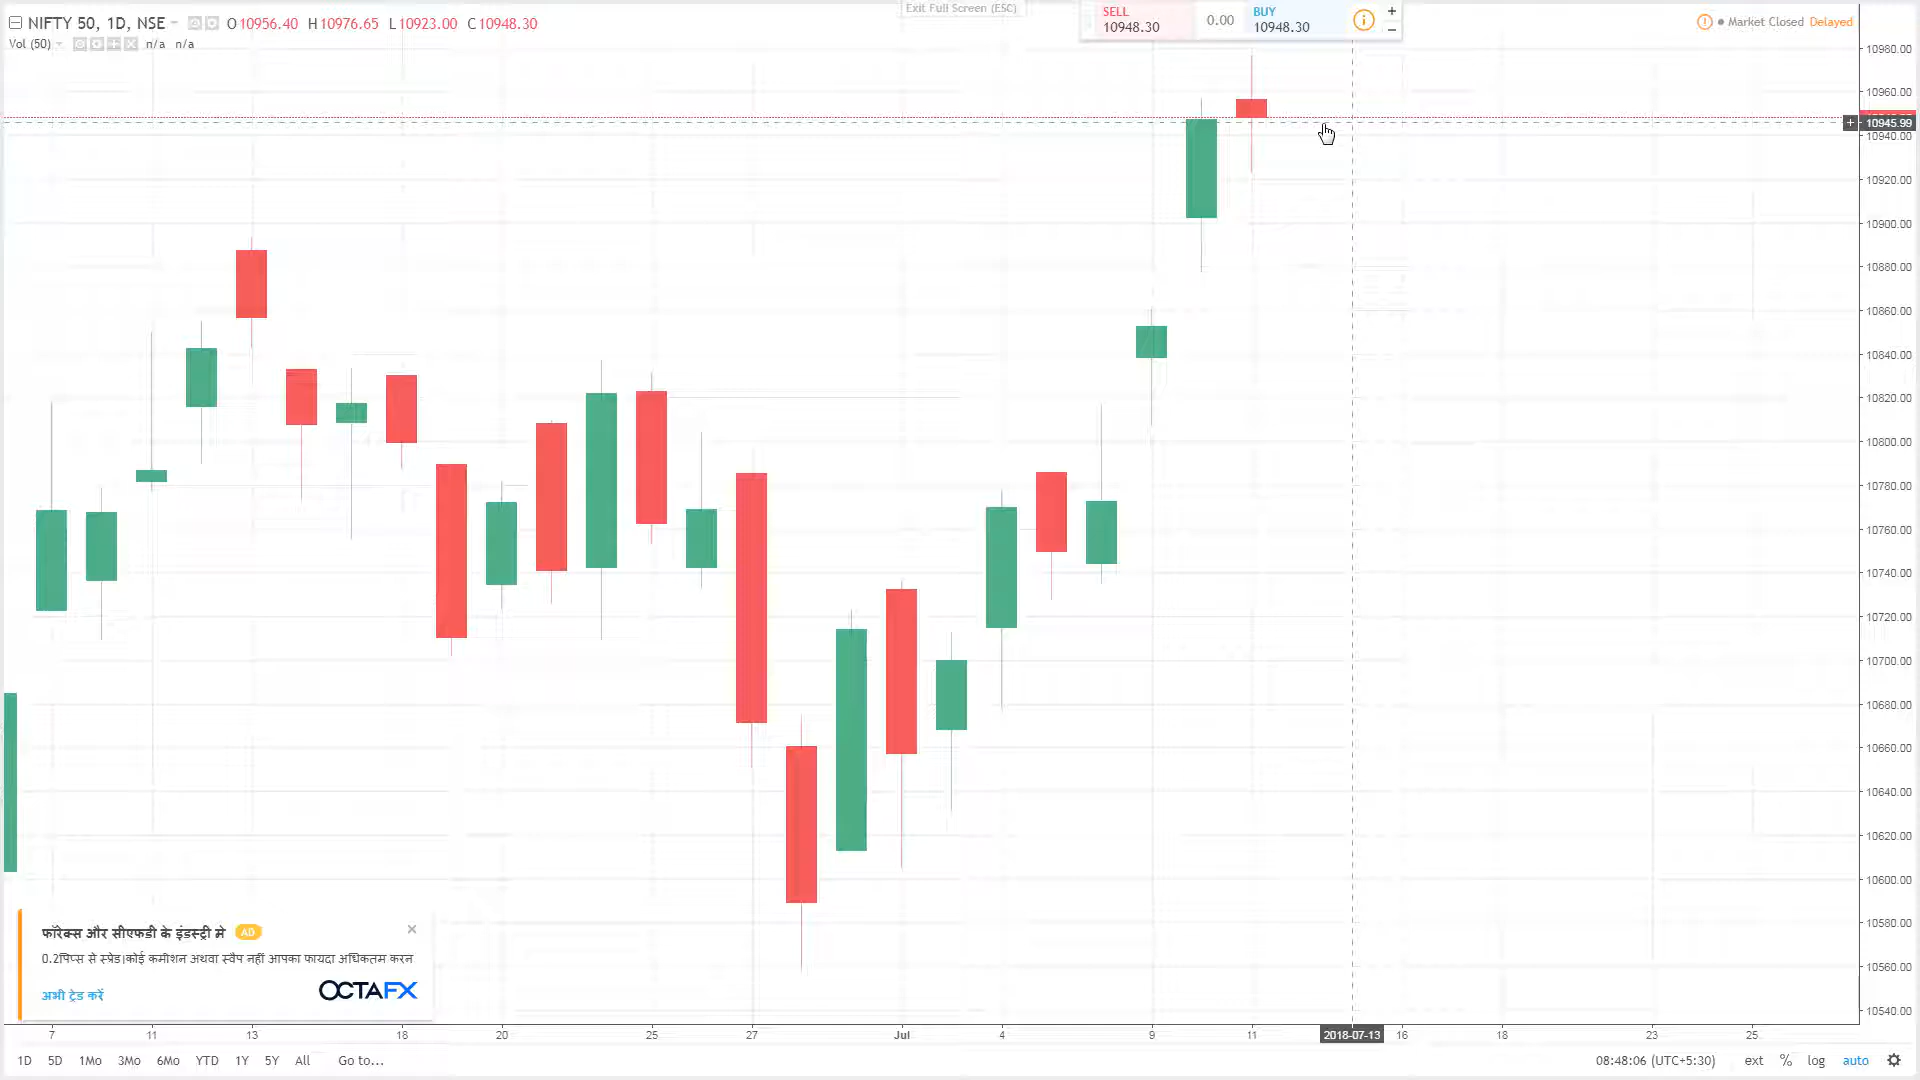 NIFTY 50, 1D, NSE O10956.40 H10976.65 L10923.00 C10948.30
Vol (50) n/a n/a
Exit Full Screen (ESC)
SELL
10948.30
0.00
BUY
10948.30
+
−
Market Closed Delayed
10980.00
10960.00
10945.99
10940.00
10920.00
10900.00
10880.00
10860.00
10840.00
10820.00
10800.00
10780.00
10760.00
10740.00
10720.00
10700.00
10680.00
10660.00
10640.00
10620.00
10600.00
10580.00
10560.00
10540.00
फॉरेक्स और सीएफडी के इंडस्ट्री मे AD
0.2पिप्स से स्प्रेड।कोई कमीशन अथवा स्वैप नहीं आपका फायदा अधिकतम करन
अभी ट्रेड करें
OCTAFX
7 11 13 18 20 25 27 Jul 4 9 11 2018-07-13 16 18 23 25
1D 5D 1Mo 3Mo 6Mo YTD 1Y 5Y All Go to... 08:48:06 (UTC+5:30) ext % log auto